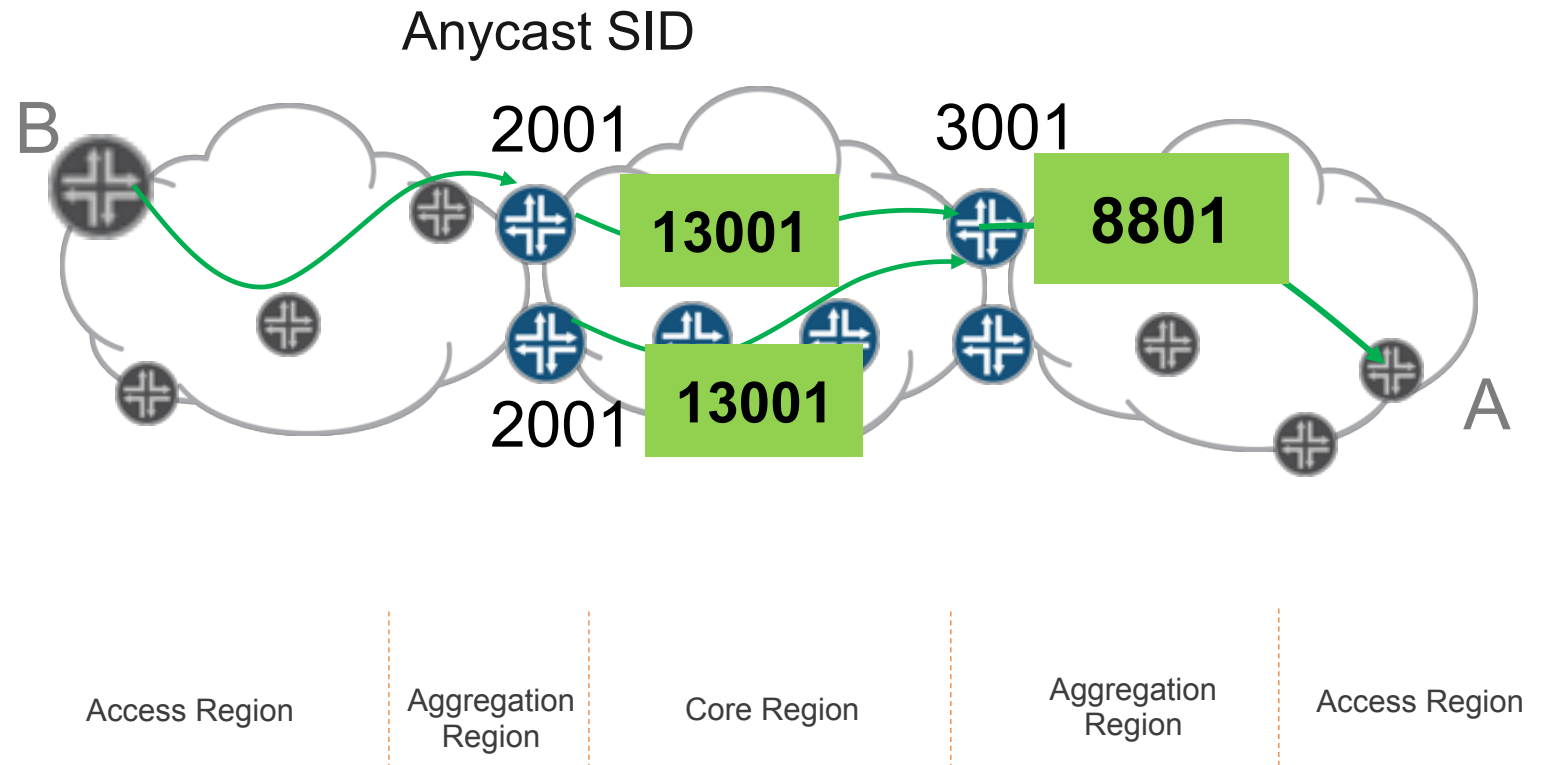 Anycast SID
B
2001
3001
13001
8801
13001
2001
A
Access Region
Aggregation
Region
Core Region
Aggregation
Region
Access Region